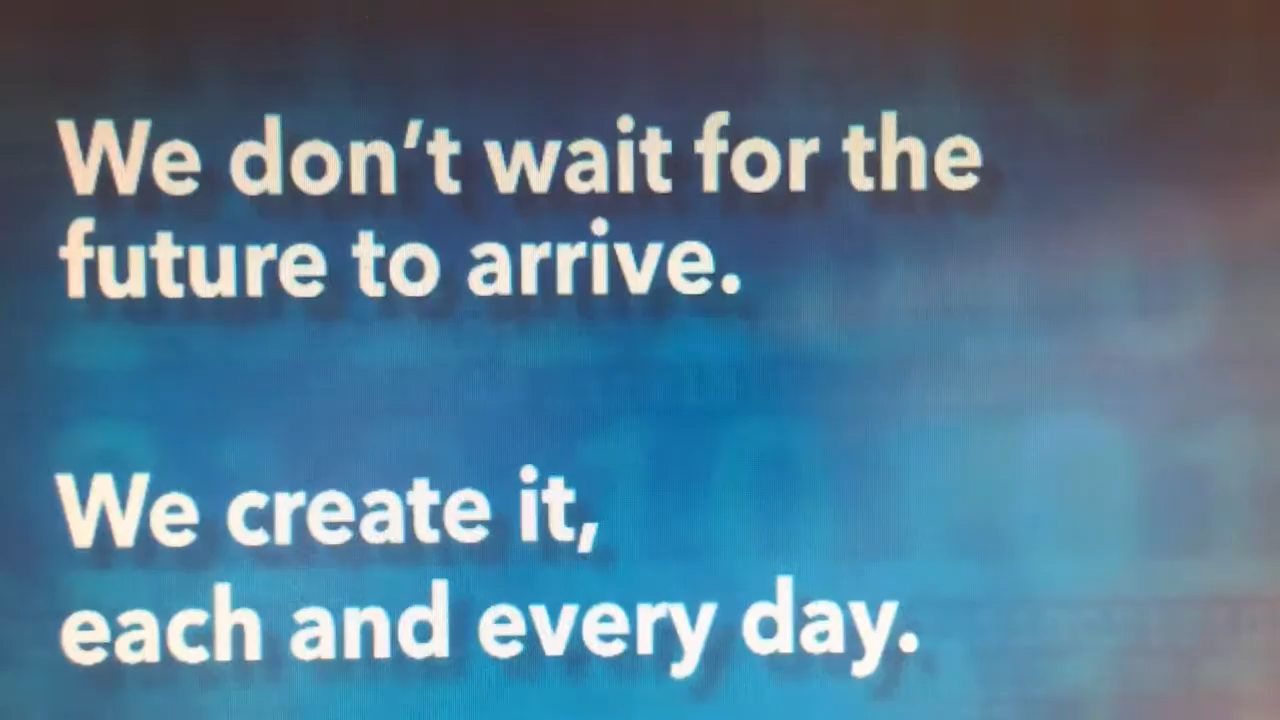 We don’t wait for the
future to arrive.
We create it,
each and every day.